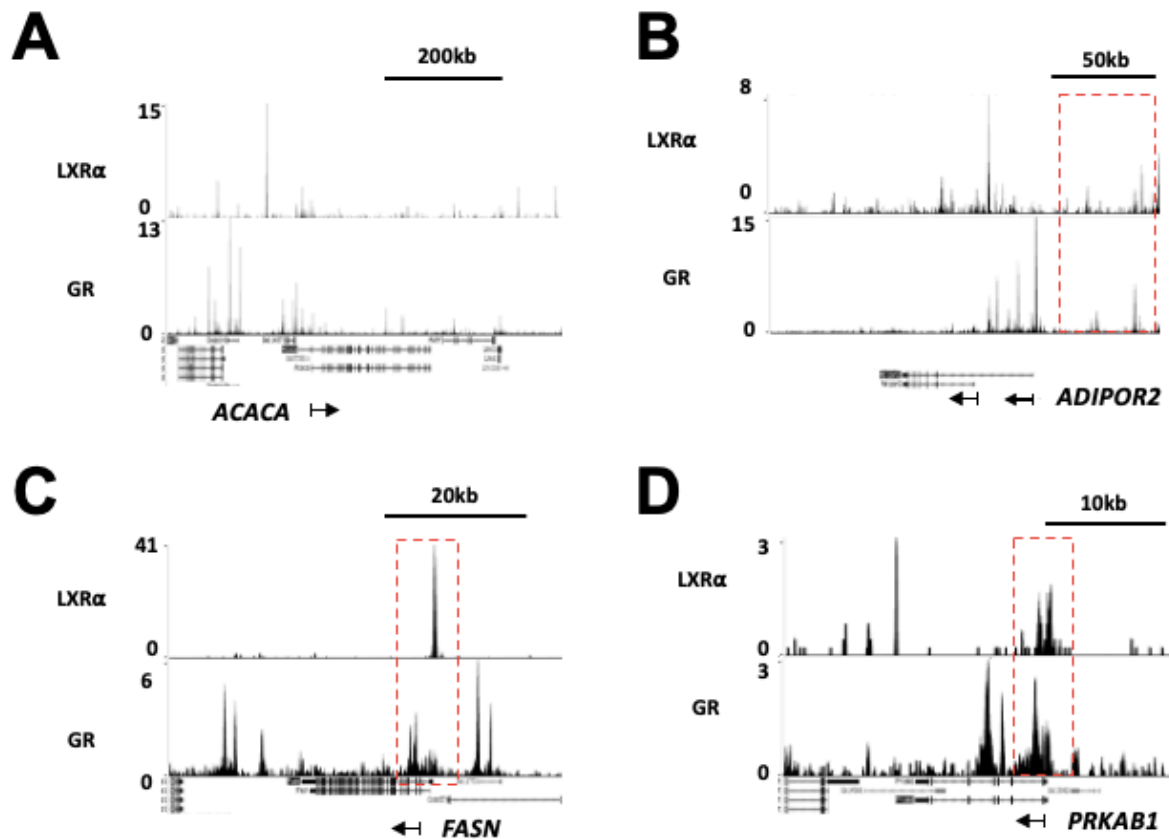 A
200kb
15
LXRα
0
13
GR
0
ACACA
B
50kb
8
LXRα
0
15
GR
0
ADIPOR2
C
20kb
41
LXRα
0
6
GR
0
FASN
D
10kb
3
LXRα
0
3
GR
0
PRKAB1